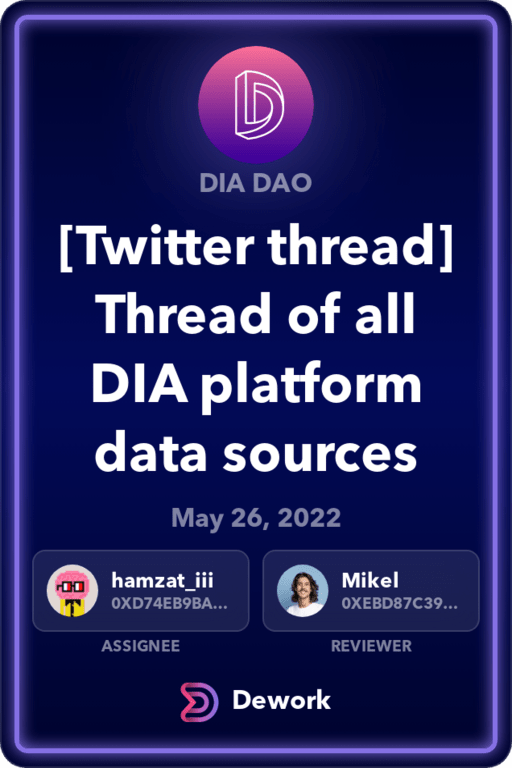 DIA DAO
[Twitter thread]
Thread of all
DIA platform
data sources
May 26, 2022
hamzat_iii
0XD74EB9BA...
Mikel
0XEBD87C39...
ASSIGNEE
REVIEWER
Dework